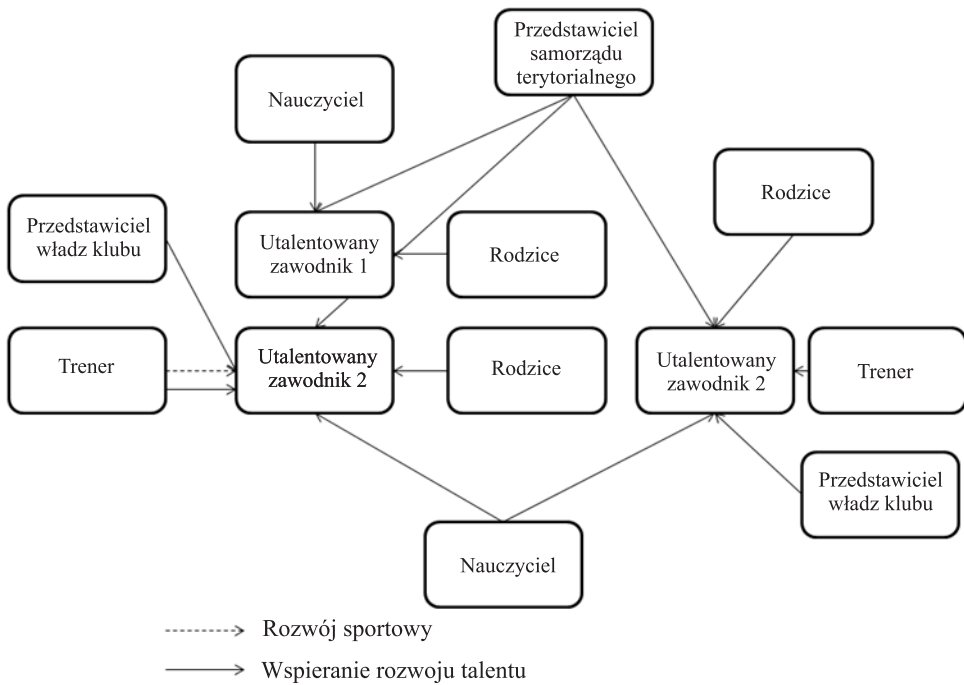 Przedstawiciel
samorządu
terytorialnego
Nauczyciel
Rodzice
Przedstawiciel
władz klubu
Utalentowany
zawodnik 1
Rodzice
Trener
Utalentowany
zawodnik 2
Rodzice
Utalentowany
zawodnik 2
Trener
Przedstawiciel
władz klubu
Nauczyciel
Rozwój sportowy
Wspieranie rozwoju talentu